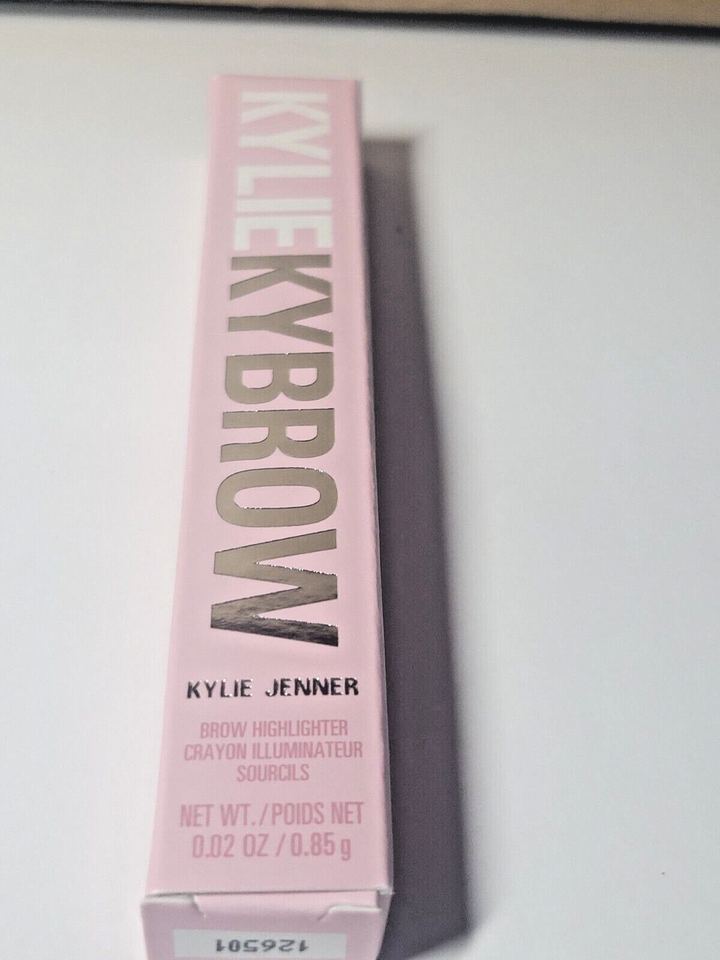 KYLIE KYBROW
KYLIE JENNER
BROW HIGHLIGHTER
CRAYON ILLUMINATEUR
SOURCILS
NET WT./POIDS NET
0.02 OZ / 0.85 g
126501